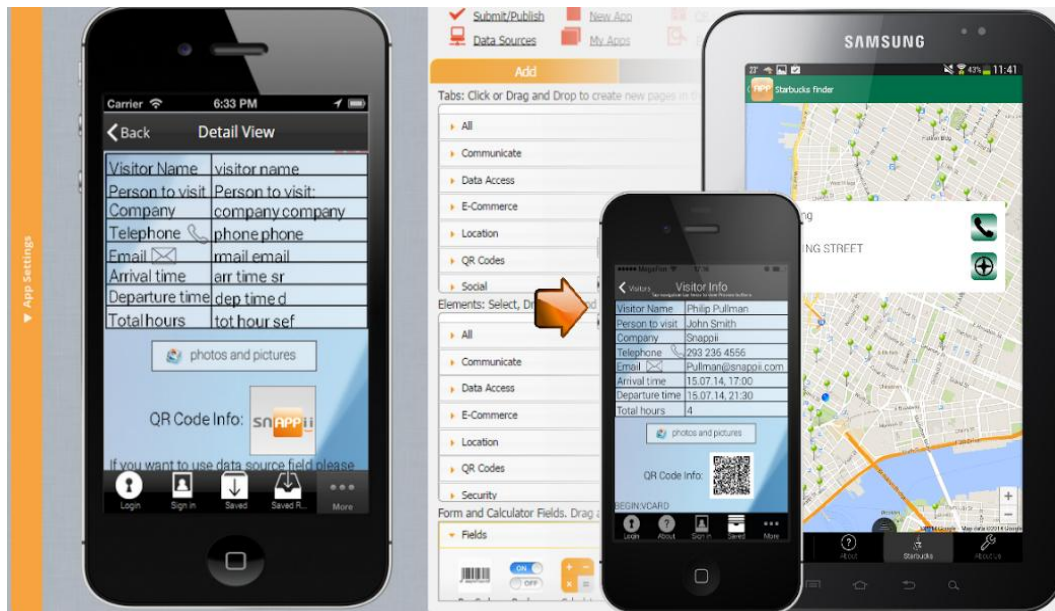 App Settings
Carrier 6:33 PM
Back Detail View
Visitor Name visitor name
Person to visit Person to visit:
Company company company
Telephone phone phone
Email rmail email
Arrival time arr time sr
Departure time dep time d
Total hours tot hour sef
photos and pictures
QR Code Info: snAPPii
If you want to use data source field please
Login Sign in Saved Saved R... More
Submit/Publish New App
Data Sources My Apps
Add
Tabs: Click or Drag and Drop to create new pages in the
All
Communicate
Data Access
E-Commerce
Location
QR Codes
Social
Elements: Select, Dr
All
Communicate
Data Access
E-Commerce
Location
QR Codes
Security
Form and Calculator Fields. Drag a
Fields
ON
OFF
MegaFon 17:18
Visitors Visitor Info
Visitor Name Philip Pullman
Person to visit John Smith
Company Snappii
Telephone 293 236 4556
Email Pullman@snappii.com
Arrival time 15.07.14, 17:00
Departure time 15.07.14, 21:30
Total hours 4
photos and pictures
QR Code Info:
BEGIN:VCARD
Login About Sign in Saved More
SAMSUNG
22° 43% 11:41
APP Starbucks finder
ng
NG STREET
+
−
About Starbucks About Us